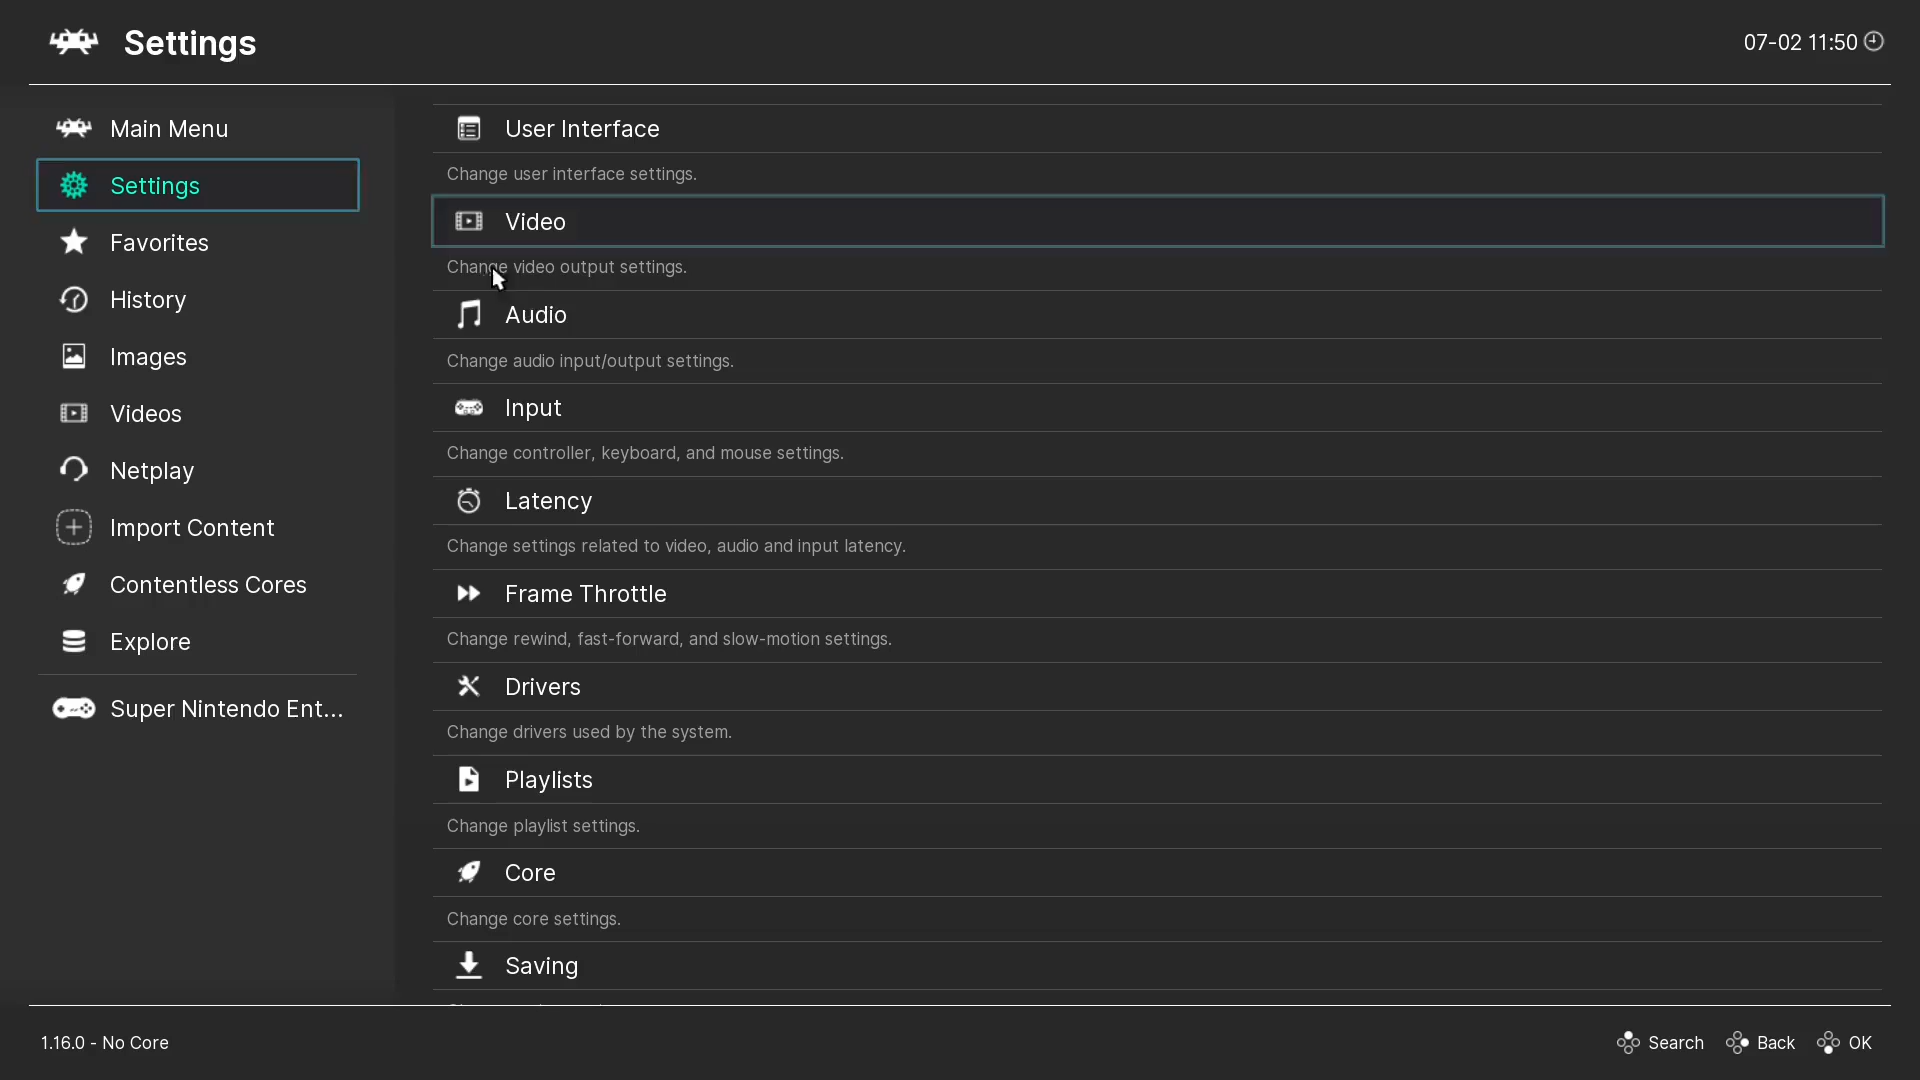 Settings
07-02 11:50
Main Menu
Settings
Favorites
History
Images
Videos
Netplay
Import Content
Contentless Cores
Explore
Super Nintendo Ent...
User Interface
Change user interface settings.
Video
Change video output settings.
Audio
Change audio input/output settings.
Input
Change controller, keyboard, and mouse settings.
Latency
Change settings related to video, audio and input latency.
Frame Throttle
Change rewind, fast-forward, and slow-motion settings.
Drivers
Change drivers used by the system.
Playlists
Change playlist settings.
Core
Change core settings.
Saving
1.16.0 - No Core
Search
Back
OK